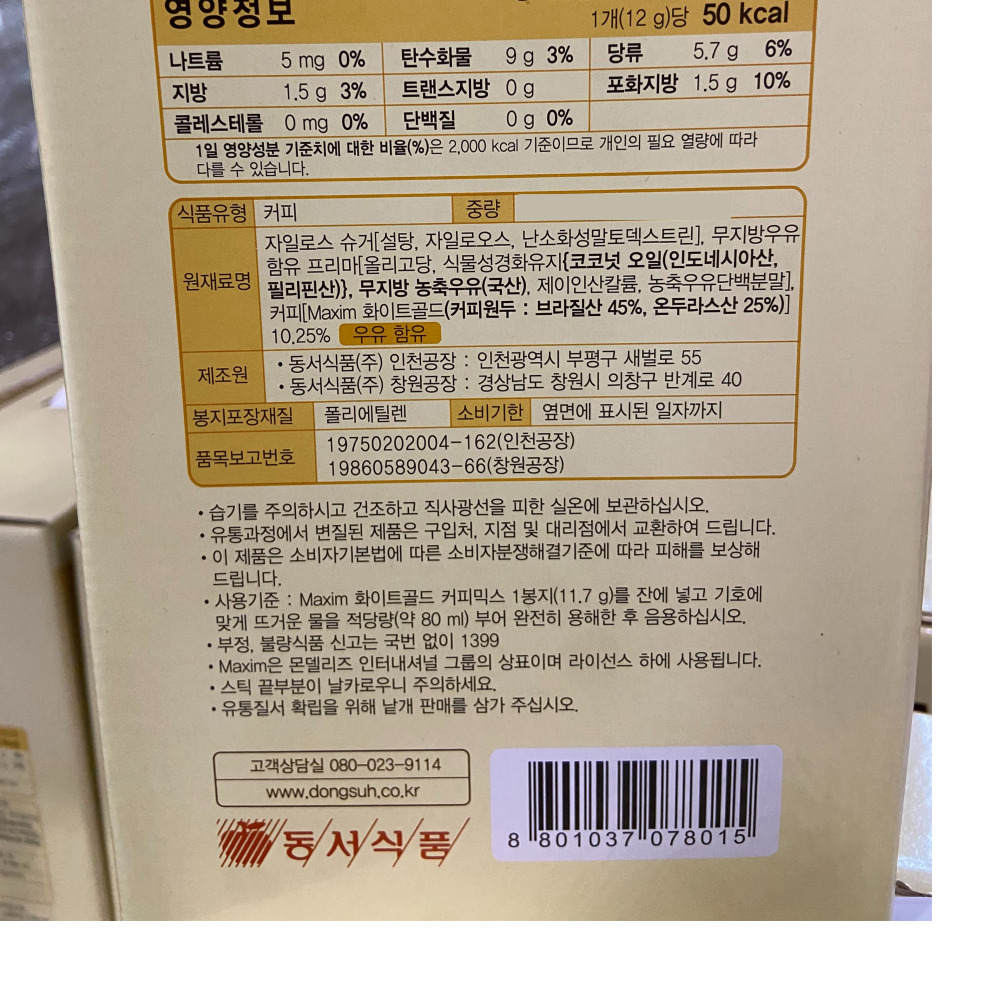 영양정보
1개(12 g)당 50 kcal
나트륨 5 mg 0% 탄수화물 9 g 3% 당류 5.7 g 6%
지방 1.5 g 3% 트랜스지방 0 g 포화지방 1.5 g 10%
콜레스테롤 0 mg 0% 단백질 0 g 0%
1일 영양성분 기준치에 대한 비율(%)은 2,000 kcal 기준이므로 개인의 필요 열량에 따라
다를 수 있습니다.
식품유형 커피 중량
원재료명
자일로스 슈거[설탕, 자일로오스, 난소화성말토덱스트린], 무지방우유
함유 프리마[올리고당, 식물성경화유지{코코넛 오일(인도네시아산,
필리핀산)}, 무지방 농축우유(국산), 제이인산칼륨, 농축우유단백분말],
커피[Maxim 화이트골드(커피원두 : 브라질산 45%, 온두라스산 25%)]
10.25% 우유 함유
제조원
• 동서식품(주) 인천공장 : 인천광역시 부평구 새벌로 55
• 동서식품(주) 창원공장 : 경상남도 창원시 의창구 반계로 40
봉지포장재질 폴리에틸렌 소비기한 옆면에 표시된 일자까지
품목보고번호
19750202004-162(인천공장)
19860589043-66(창원공장)
• 습기를 주의하시고 건조하고 직사광선을 피한 실온에 보관하십시오.
• 유통과정에서 변질된 제품은 구입처, 지점 및 대리점에서 교환하여 드립니다.
• 이 제품은 소비자기본법에 따른 소비자분쟁해결기준에 따라 피해를 보상해
드립니다.
• 사용기준 : Maxim 화이트골드 커피믹스 1봉지(11.7 g)를 잔에 넣고 기호에
맞게 뜨거운 물을 적당량(약 80 ml) 부어 완전히 용해한 후 음용하십시오.
• 부정, 불량식품 신고는 국번 없이 1399
• Maxim은 몬델리즈 인터내셔널 그룹의 상표이며 라이선스 하에 사용됩니다.
• 스틱 끝부분이 날카로우니 주의하세요.
• 유통질서 확립을 위해 낱개 판매를 삼가 주십시오.
고객상담실 080-023-9114
www.dongsuh.co.kr
동서식품
8 801037 078015